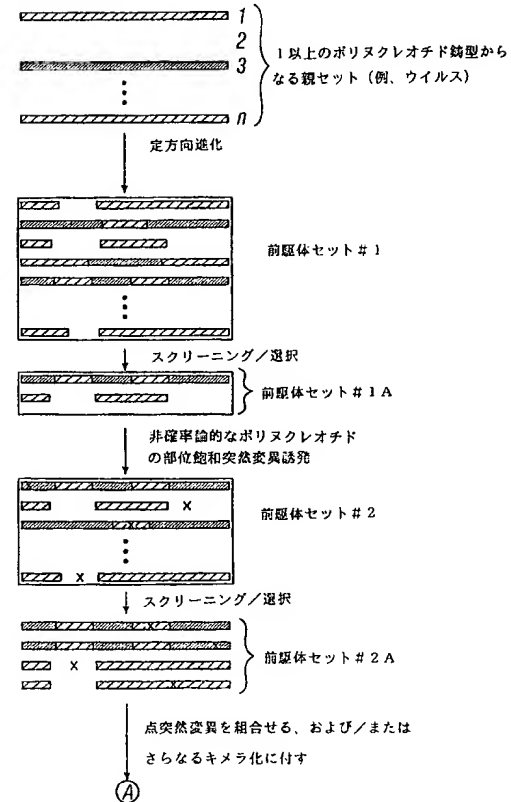 1
2
3
n
1以上のポリヌクレオチド鋳型から
なる親セット(例、ウイルス)
定方向進化
前駆体セット#1
スクリーニング/選択
前駆体セット#1A
非確率論的なポリヌクレオチド
の部位飽和突然変異誘発
x
前駆体セット#2
x
x
x
スクリーニング/選択
x
x
前駆体セット#2A
x
x
点突然変異を組合せる、および/または
さらなるキメラ化に付す
A